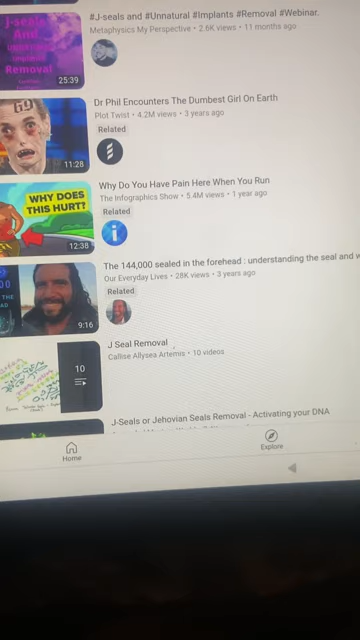 J-seals
And
Removal
25:39
#J-seals and #Unnatural #Implants #Removal #Webinar.
Metaphysics My Perspective • 2.6K views • 11 months ago
11:28
Dr Phil Encounters The Dumbest Girl On Earth
Plot Twist • 4.2M views • 3 years ago
Related
WHY DOES
THIS HURT?
12:38
Why Do You Have Pain Here When You Run
The Infographics Show • 5.4M views • 1 year ago
Related
i
THE
9:16
The 144,000 sealed in the forehead : understanding the seal and w
Our Everyday Lives • 28K views • 3 years ago
Related
10
J Seal Removal
Callise Allysea Artemis • 10 videos
J-Seals or Jehovian Seals Removal - Activating your DNA
Home
Explore